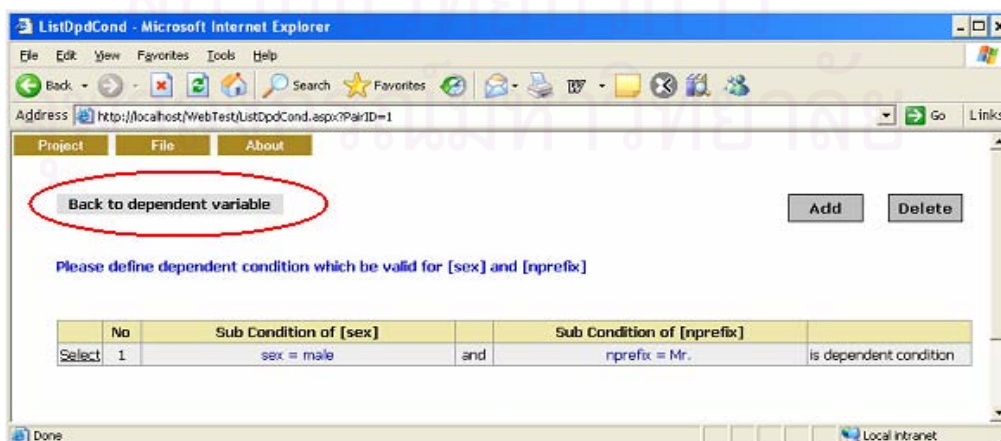 ListDpdCond - Microsoft Internet Explorer
File Edit View Favorites Tools Help
Back Search Favorites
Address http://localhost/WebTest/ListDpdCond.aspx?PairID=1 Go Links
Project File About
Back to dependent variable Add Delete
Please define dependent condition which be valid for [sex] and [nprefix]
No Sub Condition of [sex] Sub Condition of [nprefix]
Select 1 sex = male and nprefix = Mr. is dependent condition
Done Local intranet